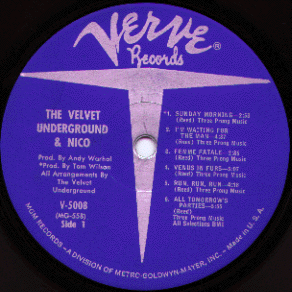 Verve®
Records
THE VELVET
UNDERGROUND
& NICO
Prod. By Andy Warhol
*Prod. By Tom Wilson
All Arrangements By
The Velvet
Underground
V-5008
(MG-558)
Side 1
*1. SUNDAY MORNING—2:53
(Reed) Three Prong Music
2. I'M WAITING FOR
THE MAN—
(Reed) Three Prong Music
3. FEMME FATALE—2:35
(Reed) Three Prong Music
4. VENUS IN FURS—
(Reed) Three Prong Music
5. RUN, RUN, RUN—
(Reed) Three Prong Music
6. ALL TOMORROW'S
PARTIES—
(Reed)
Three Prong Music
All Selections BMI
MGM RECORDS—A DIVISION OF METRO-GOLDWYN-MAYER, INC.—Made in U.S.A.